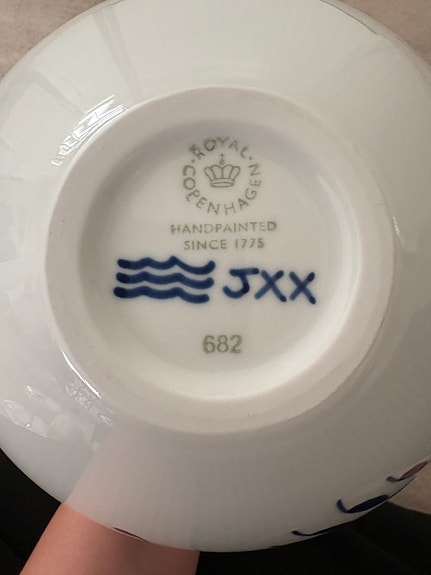 ROYAL COPENHAGEN
HANDPAINTED
SINCE 1775
JXX
682